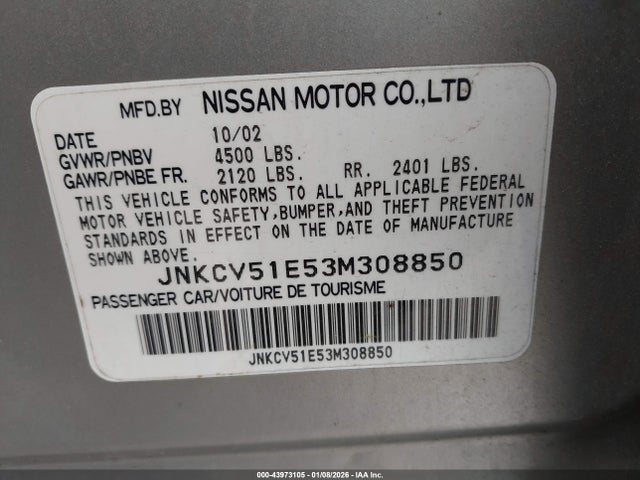 MFD.BY NISSAN MOTOR CO.,LTD
DATE 10/02
GVWR/PNBV 4500 LBS.
GAWR/PNBE FR. 2120 LBS. RR. 2401 LBS.
THIS VEHICLE CONFORMS TO ALL APPLICABLE FEDERAL
MOTOR VEHICLE SAFETY,BUMPER,AND THEFT PREVENTION
STANDARDS IN EFFECT ON THE DATE OF MANUFACTURE
SHOWN ABOVE.
JNKCV51E53M308850
PASSENGER CAR/VOITURE DE TOURISME
JNKCV51E53M308850
000-43973105 - 01/08/2026 - IAA Inc.